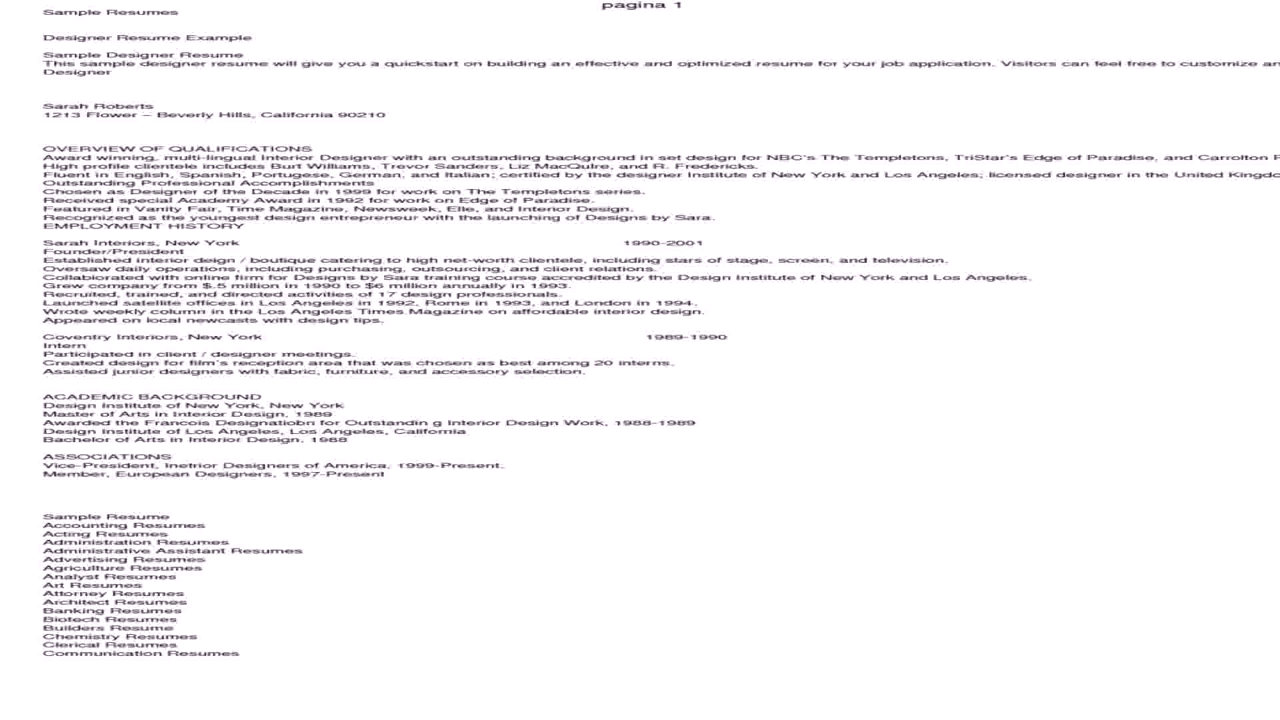 pagina 1
Sample Resumes
Designer Resume Example
Sample Designer Resume
This sample designer resume will give you a quickstart on building an effective and optimized resume for your job application. Visitors can feel free to customize an
Designer
Sarah Roberts
1213 Flower – Beverly Hills, California 90210
OVERVIEW OF QUALIFICATIONS
Award winning, multi-lingual Interior Designer with an outstanding background in set design for NBC's The Templetons, TriStar's Edge of Paradise, and Carrolton P
High profile clientele includes Burt Williams, Trevor Sanders, Liz MacQuire, and R. Fredericks.
Fluent in English, Spanish, Portugese, German, and Italian; certified by the designer Institute of New York and Los Angeles; licensed designer in the United Kingdo
Outstanding Professional Accomplishments
Chosen as Designer of the Decade in 1999 for work on The Templetons series.
Received special Academy Award in 1992 for work on Edge of Paradise.
Featured in Vanity Fair, Time Magazine, Newsweek, Elle, and Interior Design.
Recognized as the youngest design entrepreneur with the launching of Designs by Sara.
EMPLOYMENT HISTORY
Sarah Interiors, New York 1990-2001
Founder/President
Established interior deign / boutique catering to high net-worth clientele, including stars of stage, screen, and television.
Oversaw daily operations, including purchasing, outsourcing, and client relations.
Collabiorated with online firm for Designs by Sara training course accredited by the Design Institute of New York and Los Angeles.
Grew company from $.5 million in 1990 to $6 million annually in 1993.
Recruited, trained, and directed activities of 17 design professionals.
Launched satellite offices in Los Angeles in 1992, Rome in 1993, and London in 1994.
Wrote weekly column in the Los Angeles Times Magazine on affordable interior design.
Appeared on local newcasts with design tips.
Coventry Interiors, New York 1989-1990
Intern
Participated in client / designer meetings.
Created design for film's reception area that was chosen as best among 20 interns.
Assisted junior designers with fabric, furniture, and accessory selection.
ACADEMIC BACKGROUND
Design Institute of New York, New York
Master of Arts in Interior Design, 1989
Awarded the Francois Designatiobn for Outstandin g Interior Design Work, 1988-1989
Design Institute of Los Angeles, Los Angeles, California
Bachelor of Arts in Interior Design, 1988
ASSOCIATIONS
Vice-President, Inetrior Designers of America, 1999-Present.
Member, European Designers, 1997-Present
Sample Resume
Accounting Resumes
Acting Resumes
Administration Resumes
Administrative Assistant Resumes
Advertising Resumes
Agriculture Resumes
Analyst Resumes
Art Resumes
Attorney Resumes
Architect Resumes
Banking Resumes
Biotech Resumes
Builders Resume
Chemistry Resumes
Clerical Resumes
Communication Resumes